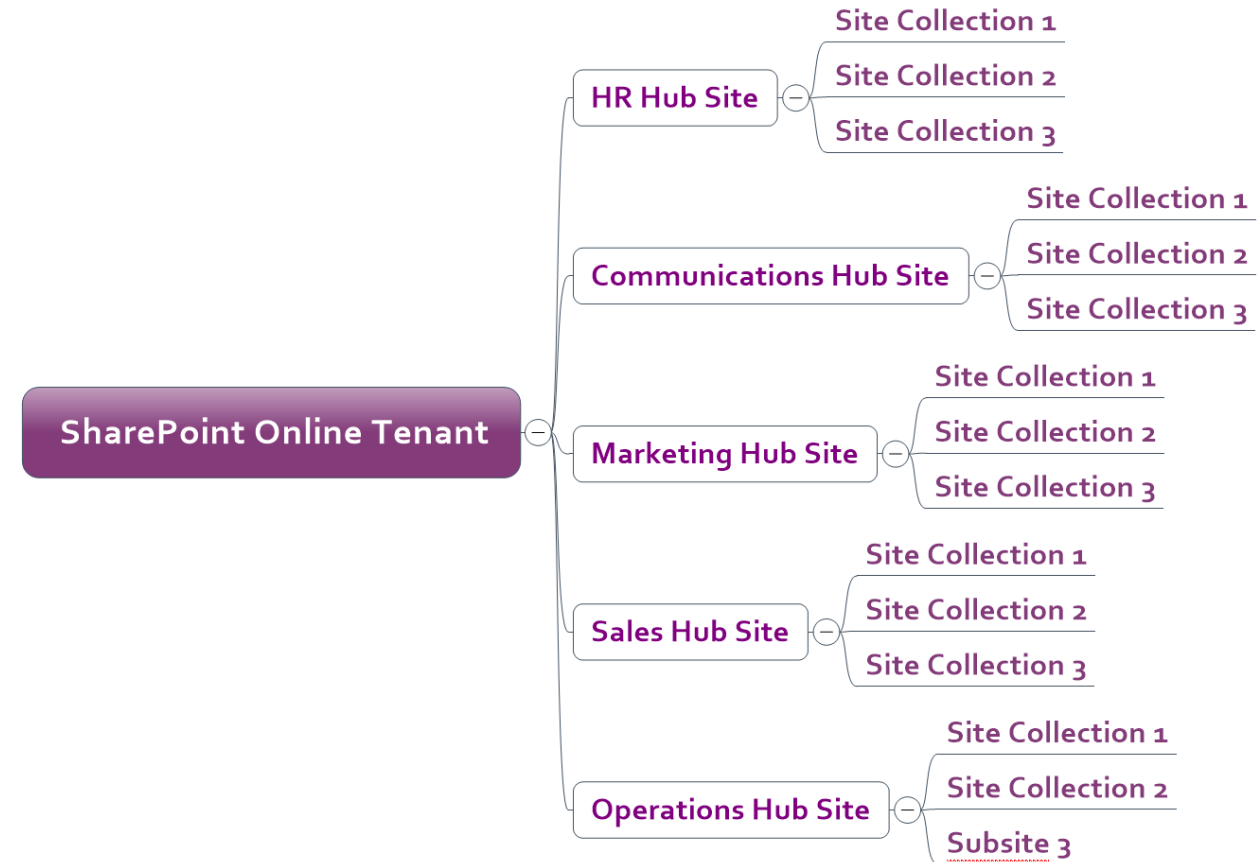 SharePoint Online Tenant
HR Hub Site
Site Collection 1
Site Collection 2
Site Collection 3
Communications Hub Site
Site Collection 1
Site Collection 2
Site Collection 3
Marketing Hub Site
Site Collection 1
Site Collection 2
Site Collection 3
Sales Hub Site
Site Collection 1
Site Collection 2
Site Collection 3
Operations Hub Site
Site Collection 1
Site Collection 2
Subsite 3